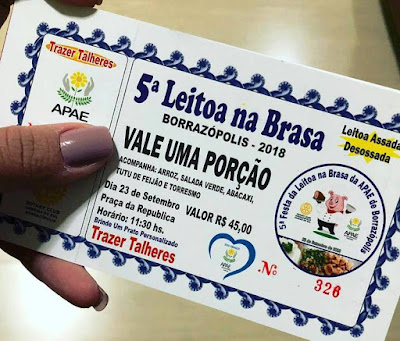 Trazer Talheres
APAE
5ª Leitoa na Brasa
BORRAZÓPOLIS - 2018
Leitoa Assada
Desossada
VALE UMA PORÇÃO
ACOMPANHA: ARROZ, SALADA VERDE, ABACAXI,
TUTU DE FEIJÃO E TORRESMO
Dia 23 de Setembro VALOR R$ 45,00
Praça da Republica
Horário: 11:30 hs.
Brinde Um Prato Personalizado
Trazer Talheres
5ª Festa da Leitoa na Brasa da APAE de Borrazópolis
APAE
Nº 326